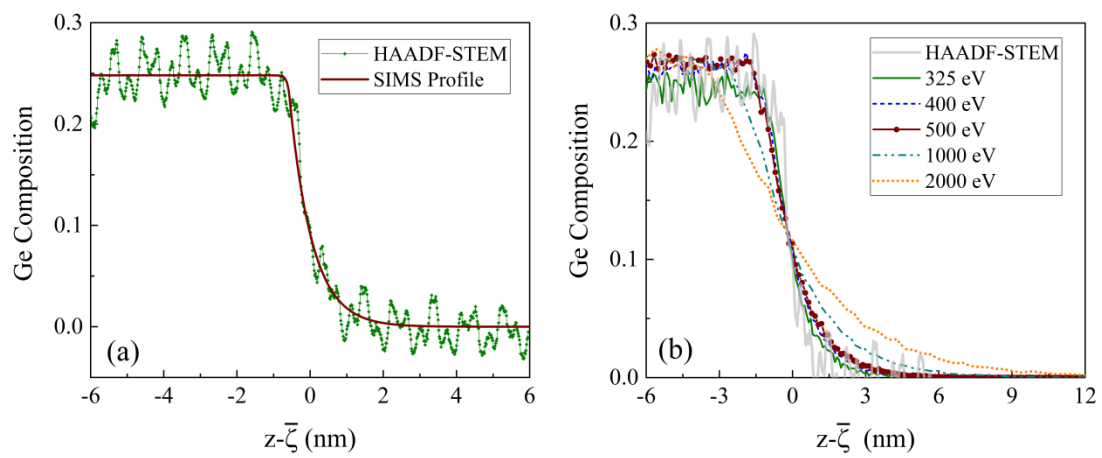 0.3
0.2
0.1
0.0
Ge Composition
-6
-4
-2
0
2
4
6
z-ζ̄ (nm)
HAADF-STEM
SIMS Profile
(a)
0.3
0.2
0.1
0.0
Ge Composition
-6
-3
0
3
6
9
12
z-ζ̄ (nm)
HAADF-STEM
325 eV
400 eV
500 eV
1000 eV
2000 eV
(b)